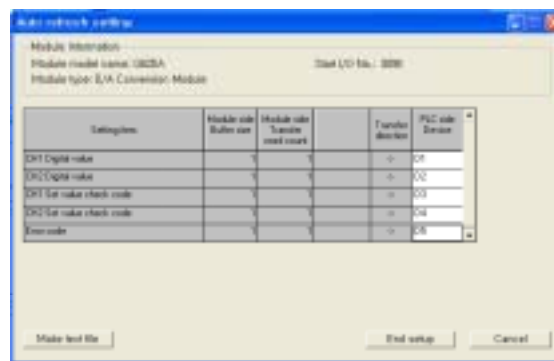 Auto refresh setting
Module information
Module model name: Q62DA
Start I/O No.:
Module type: D/A Conversion Module
Setting item
Module side Buffer size
Module side Transfer word count
Transfer direction
PLC side Device
CH1 Digital value 1 1 D1
CH2 Digital value 1 1 D2
CH1 Set value check code 1 1 D3
CH2 Set value check code 1 1 D4
Error code 1 1 D5
Make text file
End setup
Cancel